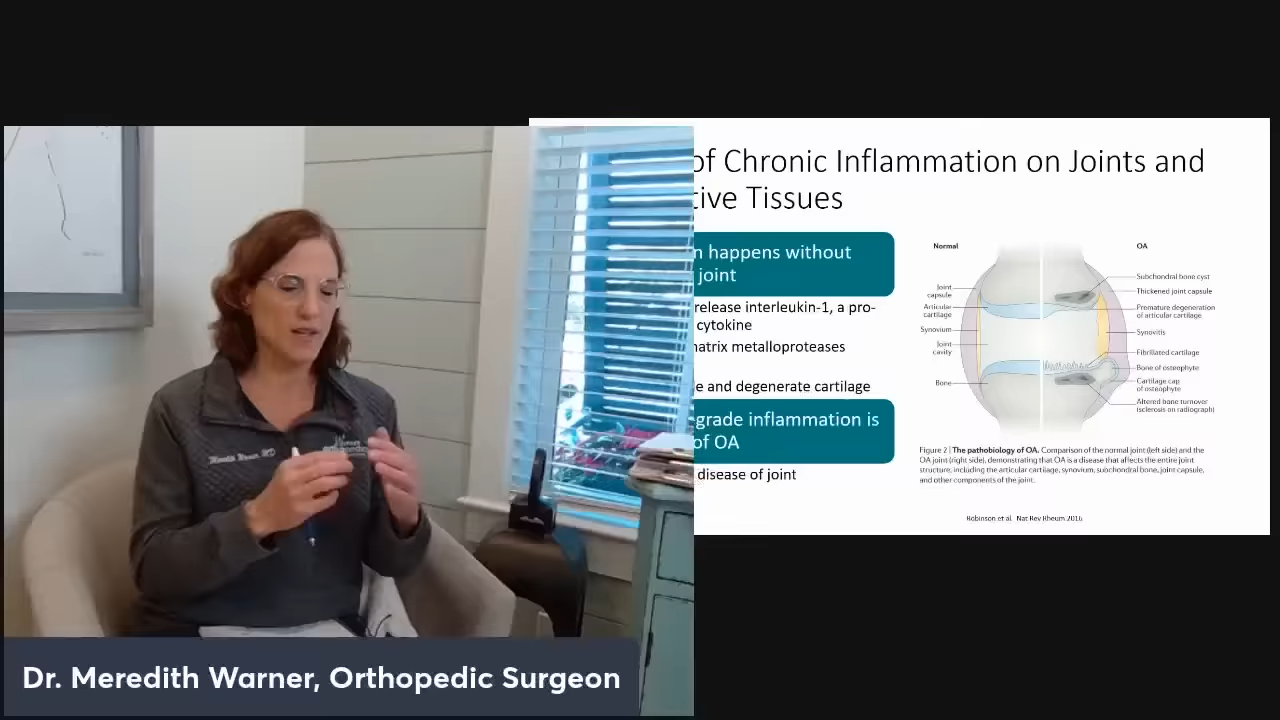 of Chronic Inflammation on Joints and
tive Tissues
n happens without
joint
release interleukin-1, a pro-
cytokine
natrix metalloproteases
e and degenerate cartilage
grade inflammation is
of OA
disease of joint
Normal
OA
Joint
capsule
Articular
cartilage
Synovium
Joint
cavity
Bone
Subchondral bone cyst
Thickened joint capsule
Premature degeneration
of articular cartilage
Synovitis
Fibrillated cartilage
Bone of osteophyte
Cartilage cap
of osteophyte
Altered bone turnover
(sclerosis on radiograph)
Figure 2 | The pathobiology of OA. Comparison of the normal joint (left side) and the
OA joint (right side), demonstrating that OA is a disease that affects the entire joint
structure, including the articular cartilage, synovium, subchondral bone, joint capsule,
and other components of the joint.
Robinson et al. Nat Rev Rheum 2016.
Meredith Warner, MD
Dr. Meredith Warner, Orthopedic Surgeon